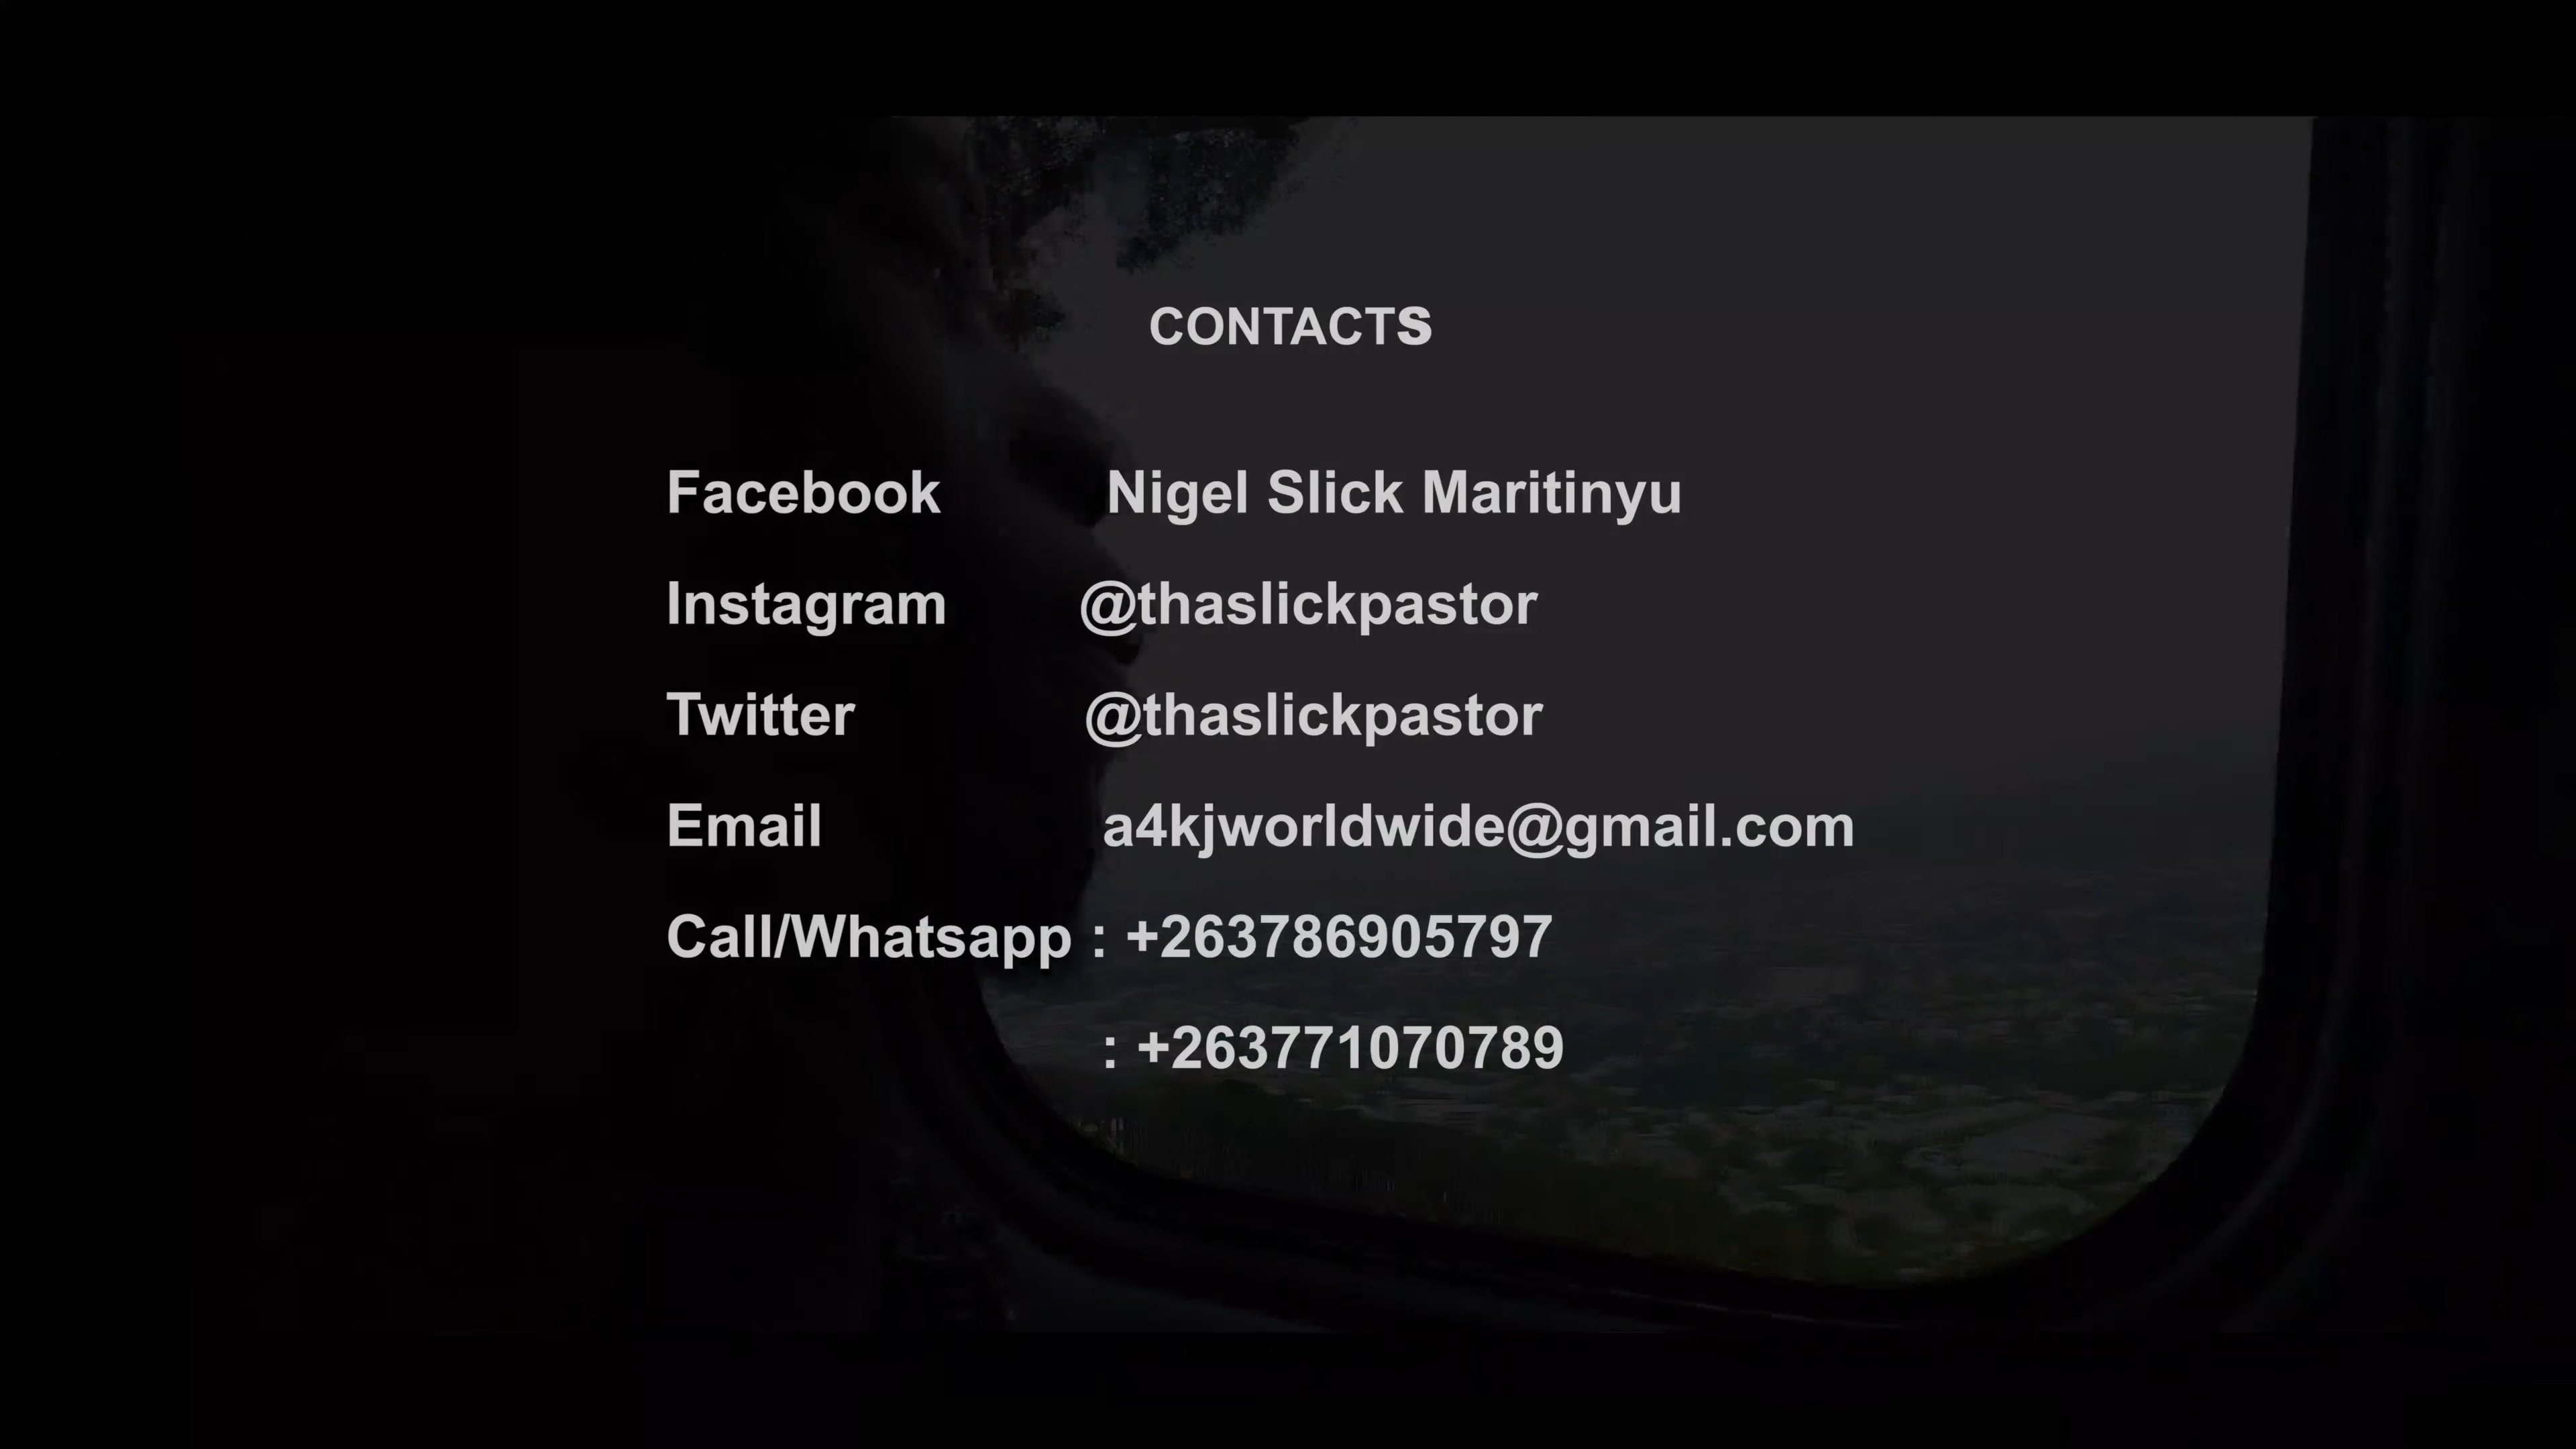 CONTACTS
Facebook Nigel Slick Maritinyu
Instagram @thaslickpastor
Twitter @thaslickpastor
Email a4kjworldwide@gmail.com
Call/Whatsapp : +263786905797
: +263771070789